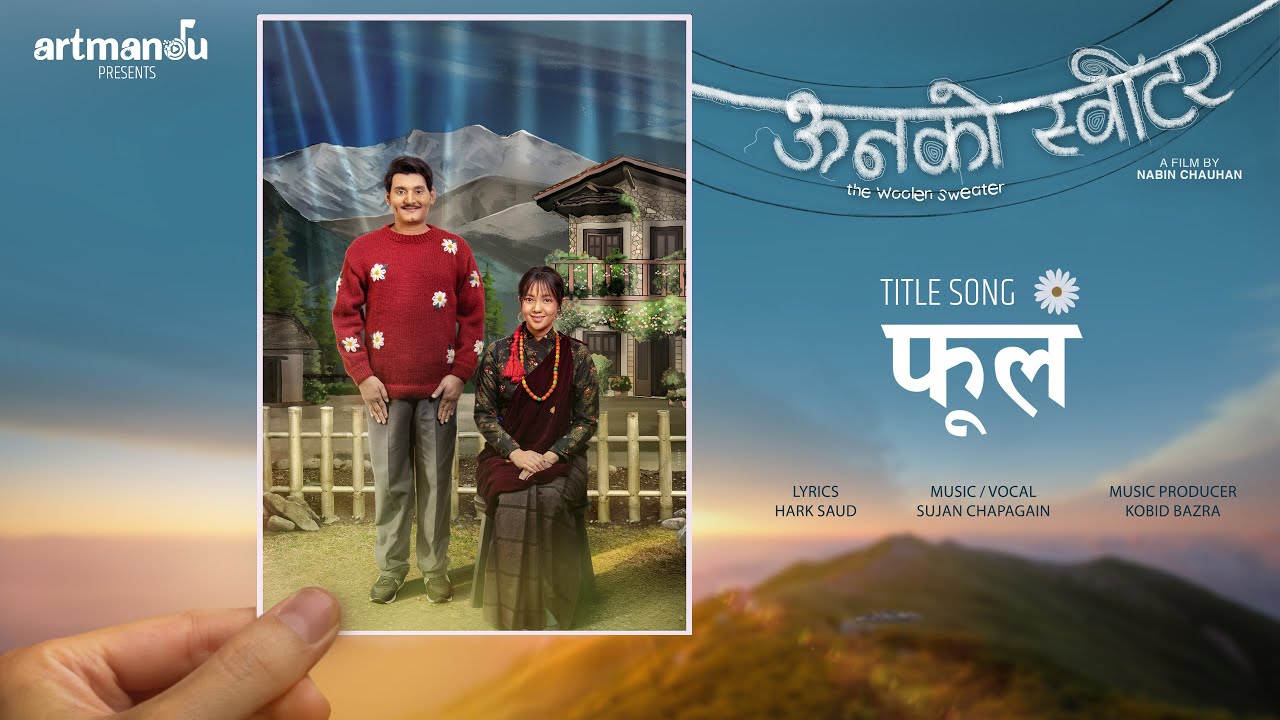 artmandu
PRESENTS
ऊनको स्वीटर
the Woolen Sweater
A FILM BY
NABIN CHAUHAN
TITLE SONG
फूल
LYRICS
HARK SAUD
MUSIC / VOCAL
SUJAN CHAPAGAIN
MUSIC PRODUCER
KOBID BAZRA